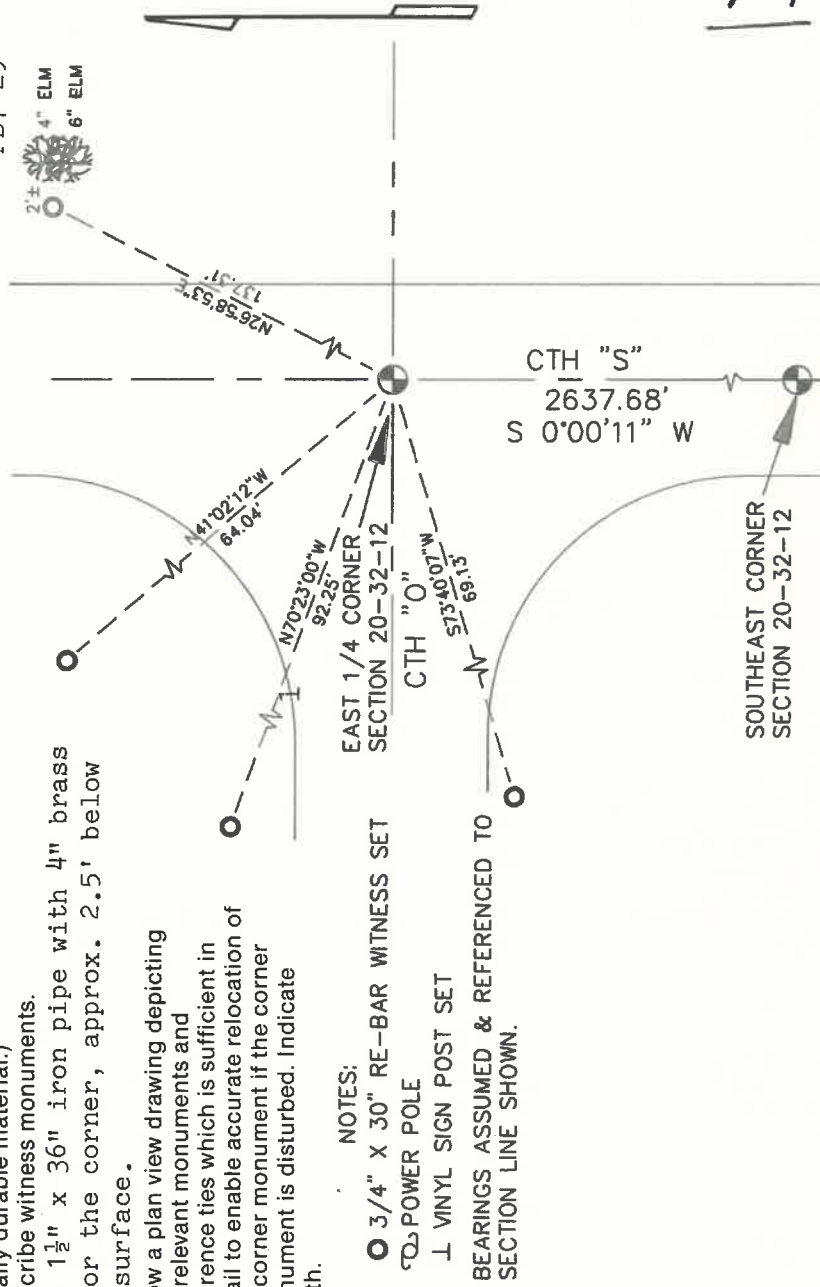 any durable material.)
cribe witness monuments.
1½" x 36" iron pipe with 4" brass
or the corner, approx. 2.5' below
surface.
w a plan view drawing depicting
relevant monuments and
rence ties which is sufficient in
ail to enable accurate relocation of
corner monument if the corner
nument is disturbed. Indicate
th.
NOTES:
3/4" X 30" RE-BAR WITNESS SET
POWER POLE
⊥ VINYL SIGN POST SET
BEARINGS ASSUMED & REFERENCED TO
SECTION LINE SHOWN.
2'±
4" ELM
6" ELM
N26°58'53"E
137.31'
N41°02'12"W
64.04'
N70°23'00"W
92.25'
EAST 1/4 CORNER
SECTION 20-32-12
CTH "O"
S73°40'07"W
69.13'
CTH "S"
2637.68'
S 0°00'11" W
SOUTHEAST CORNER
SECTION 20-32-12